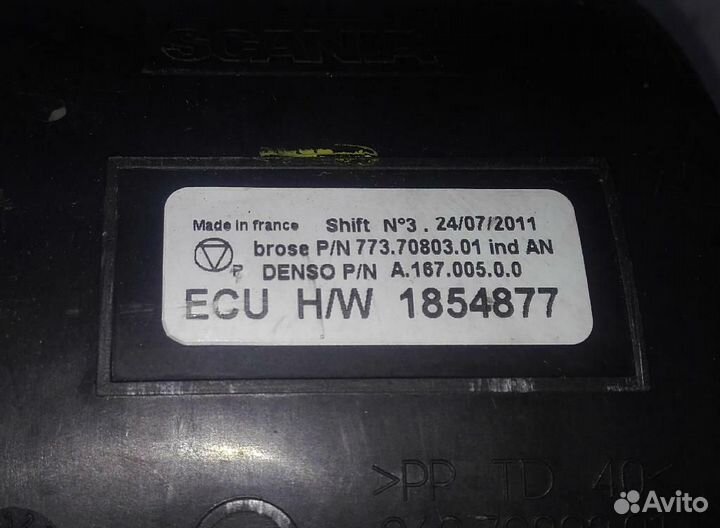 SCANIA
Made in france Shift N°3 . 24/07/2011
brose P/N 773.70803.01 ind AN
P DENSO P/N A.167.005.0.0
ECU H/W 1854877
>PP TD 40<
Avito